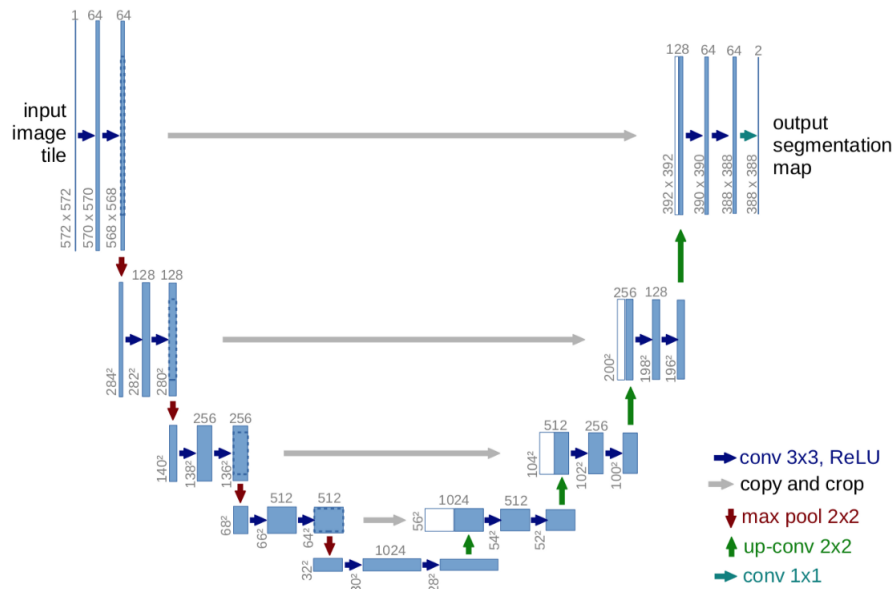 1 64 64
input
image
tile
572 x 572
570 x 570
568 x 568
128 64 64 2
output
segmentation
map
392 x 392
390 x 390
388 x 388
388 x 388
128 128
284²
282²
280²
256 128
200²
198²
196²
256 256
140²
138²
136²
512 256
104²
102²
100²
512 512
68²
66²
64²
1024 512
56²
54²
52²
1024
32²
30²
28²
conv 3x3, ReLU
copy and crop
max pool 2x2
up-conv 2x2
conv 1x1